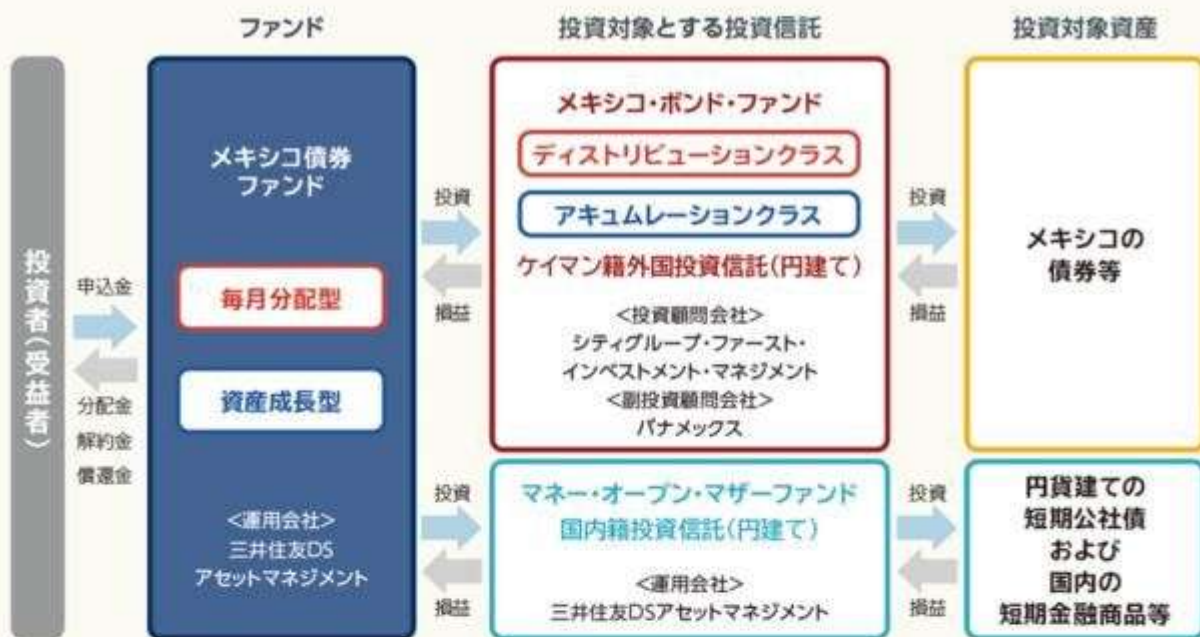 ファンド
投資対象とする投資信託
投資対象資産
投資者(受益者)
申込金
分配金
解約金
償還金
メキシコ債券
ファンド
毎月分配型
資産成長型
<運用会社>
三井住友DS
アセットマネジメント
投資
損益
メキシコ・ボンド・ファンド
ディストリビューションクラス
アキュムレーションクラス
ケイマン籍外国投資信託(円建て)
<投資顧問会社>
シティグループ・ファースト・
インベストメント・マネジメント
<副投資顧問会社>
バナメックス
投資
損益
メキシコの
債券等
投資
損益
マネー・オープン・マザーファンド
国内籍投資信託(円建て)
<運用会社>
三井住友DSアセットマネジメント
投資
損益
円貨建ての
短期公社債
および
国内の
短期金融商品等